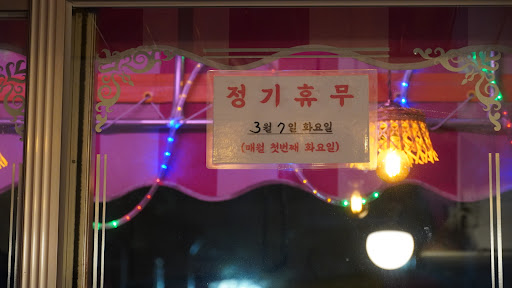 정기휴무
3월 7일 화요일
(매월 첫번째 화요일)